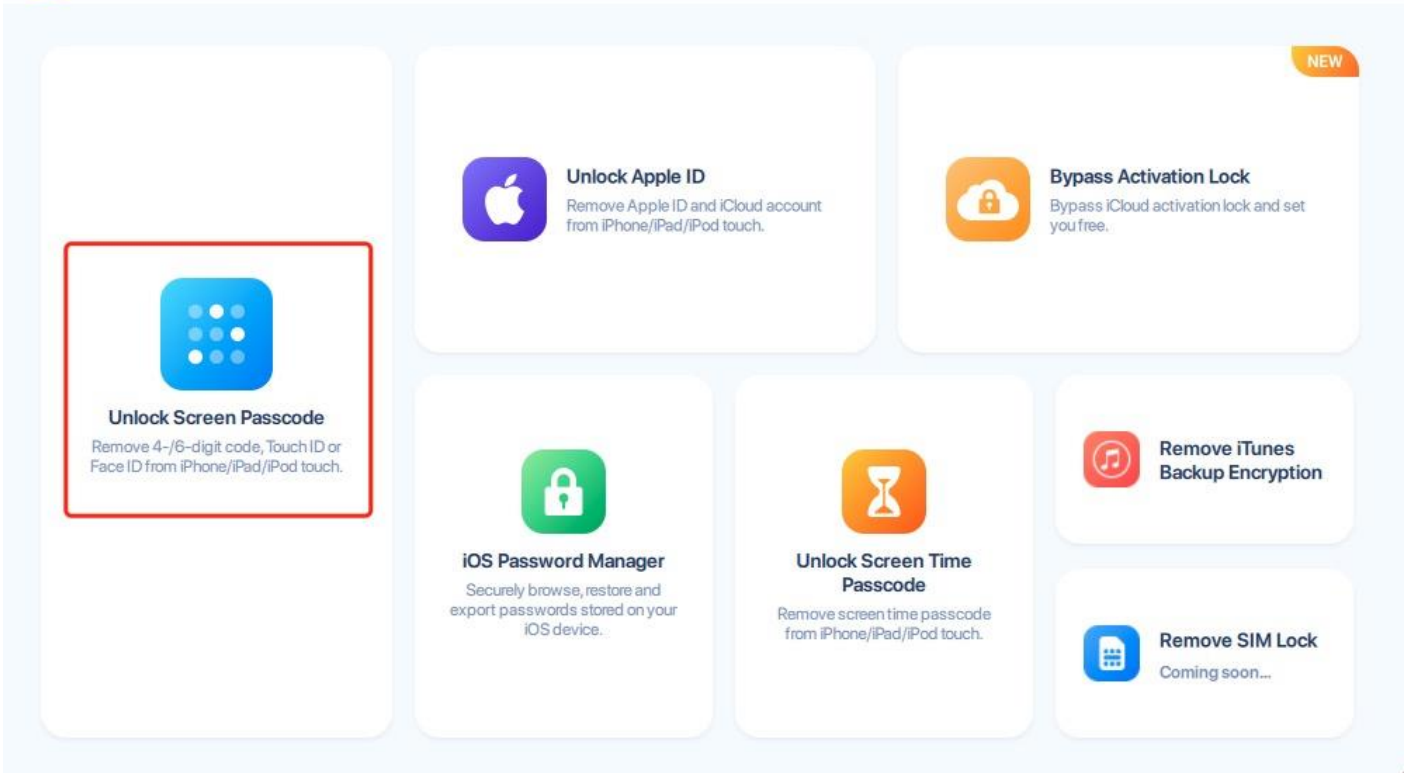 Unlock Screen Passcode
Remove 4-/6-digit code, Touch ID or
Face ID from iPhone/iPad/iPod touch.
Unlock Apple ID
Remove Apple ID and iCloud account
from iPhone/iPad/iPod touch.
NEW
Bypass Activation Lock
Bypass iCloud activation lock and set
you free.
iOS Password Manager
Securely browse, restore and
export passwords stored on your
iOS device.
Unlock Screen Time
Passcode
Remove screen time passcode
from iPhone/iPad/iPod touch.
Remove iTunes
Backup Encryption
Remove SIM Lock
Coming soon...